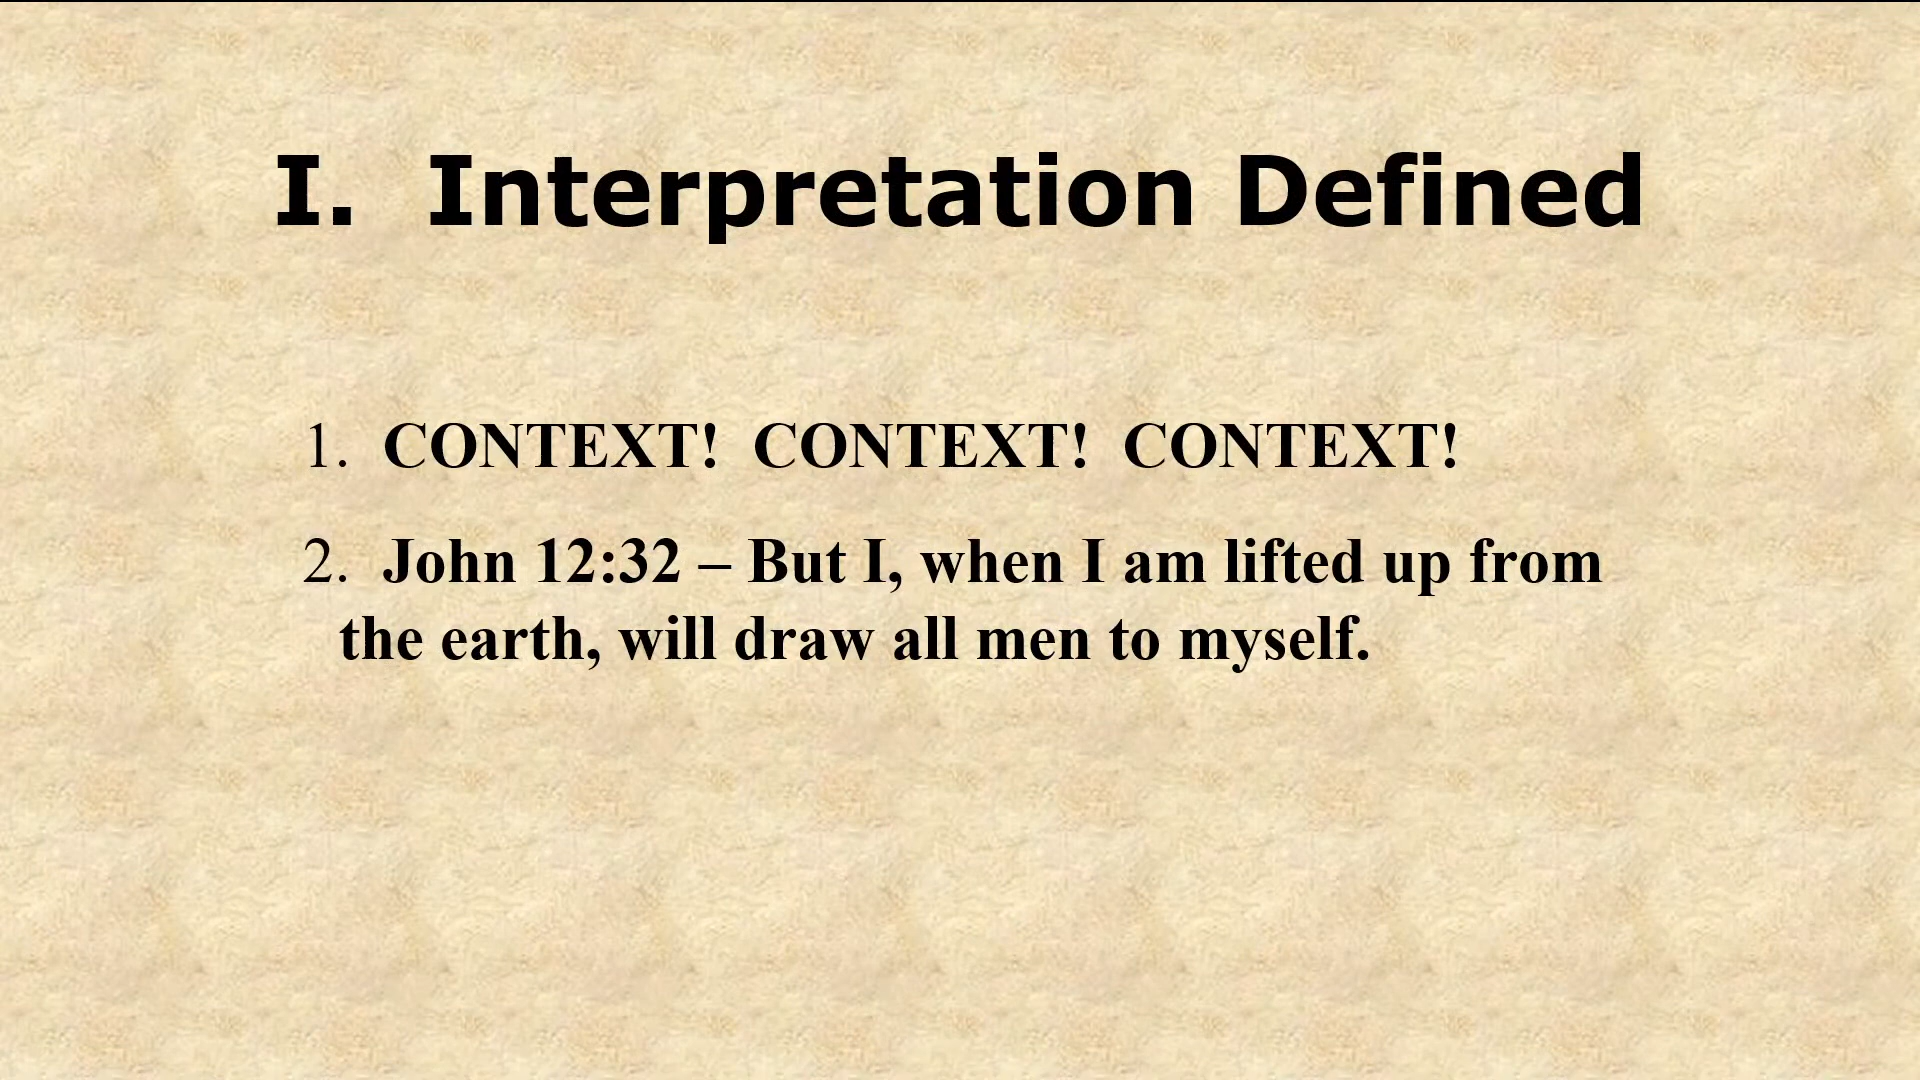 I. Interpretation Defined
1. CONTEXT! CONTEXT! CONTEXT!
2. John 12:32 – But I, when I am lifted up from
the earth, will draw all men to myself.